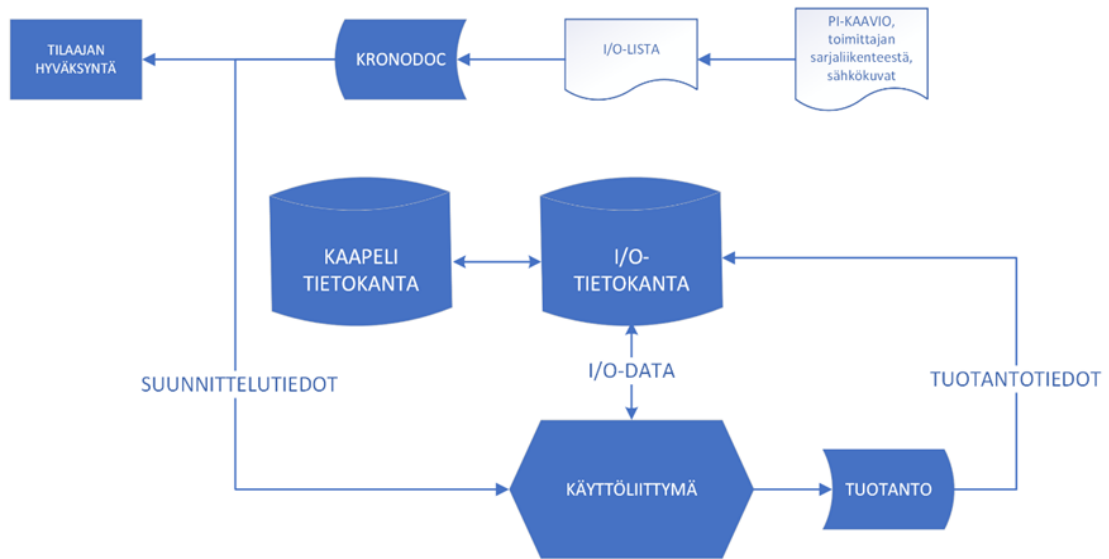 TILAAJAN
HYVÄKSYNTÄ
KRONODOC
I/O-LISTA
PI-KAAVIO,
toimittajan
sarjaliikenteestä,
sähkökuvat
KAAPELI
TIETOKANTA
I/O-
TIETOKANTA
SUUNNITTELUTIEDOT
I/O-DATA
TUOTANTOTIEDOT
KÄYTTÖLIITTYMÄ
TUOTANTO